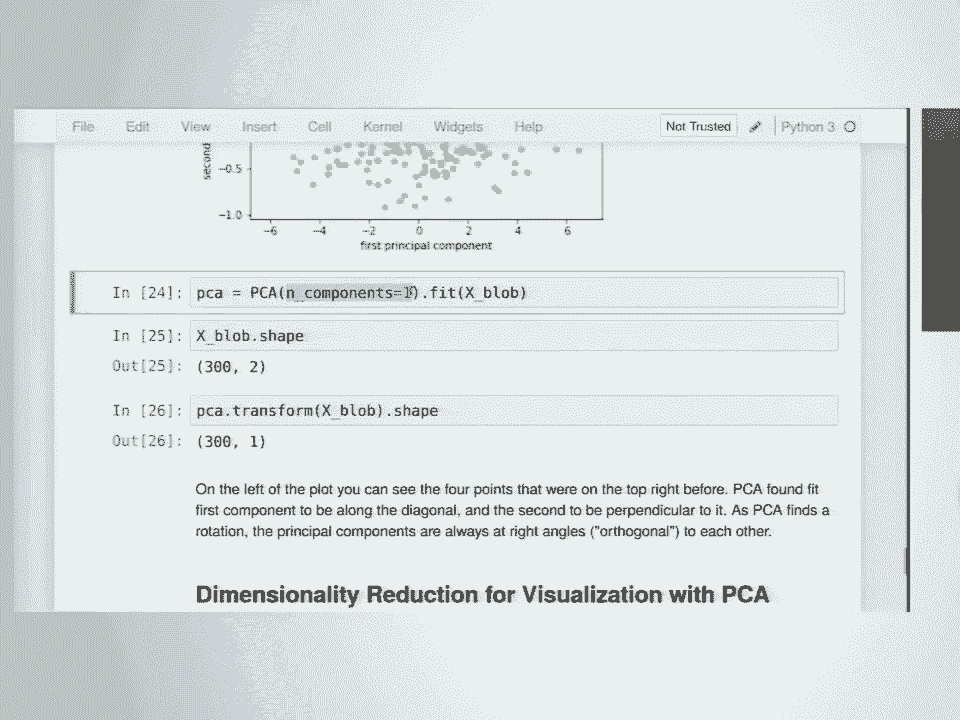 File Edit View Insert Cell Kernel Widgets Help Not Trusted Python 3
second
−0.5
−1.0
−6 −4 −2 0 2 4 6
first principal component
In [24]: pca = PCA(n_components=1).fit(X_blob)
In [25]: X_blob.shape
Out[25]: (300, 2)
In [26]: pca.transform(X_blob).shape
Out[26]: (300, 1)
On the left of the plot you can see the four points that were on the top right before. PCA found fit
first component to be along the diagonal, and the second to be perpendicular to it. As PCA finds a
rotation, the principal components are always at right angles ("orthogonal") to each other.
Dimensionality Reduction for Visualization with PCA